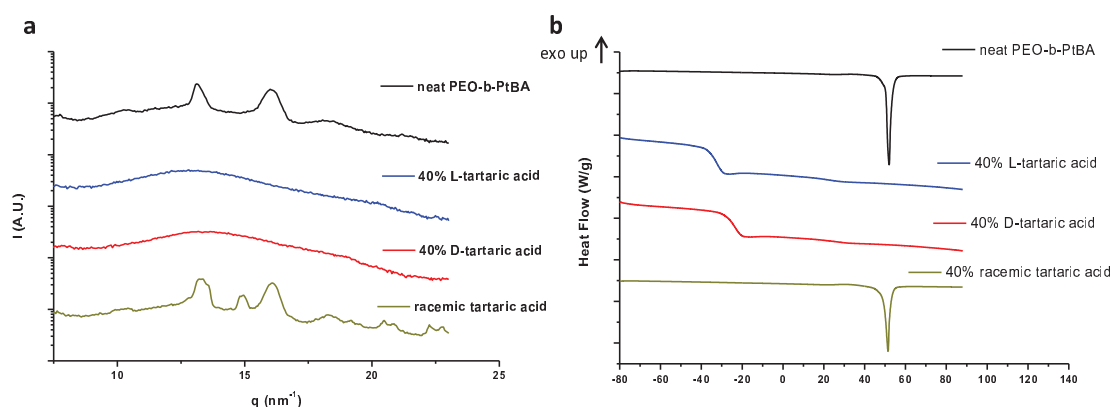 a
neat PEO-b-PtBA
40% L-tartaric acid
40% D-tartaric acid
racemic tartaric acid
I (A.U.)
10 15 20 25
q (nm⁻¹)
b
exo up
neat PEO-b-PtBA
40% L-tartaric acid
40% D-tartaric acid
40% racemic tartaric acid
Heat Flow (W/g)
-80 -60 -40 -20 0 20 40 60 80 100 120 140